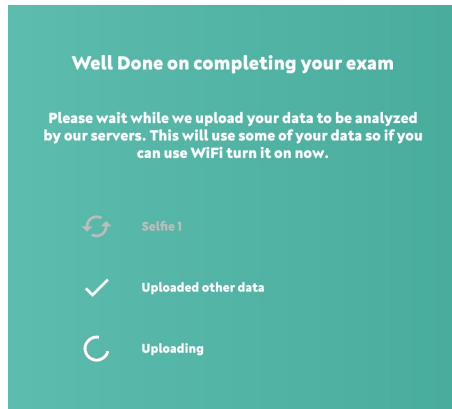 Well Done on completing your exam
Please wait while we upload your data to be analyzed
by our servers. This will use some of your data so if you
can use WiFi turn it on now.
Selfie 1
Uploaded other data
Uploading